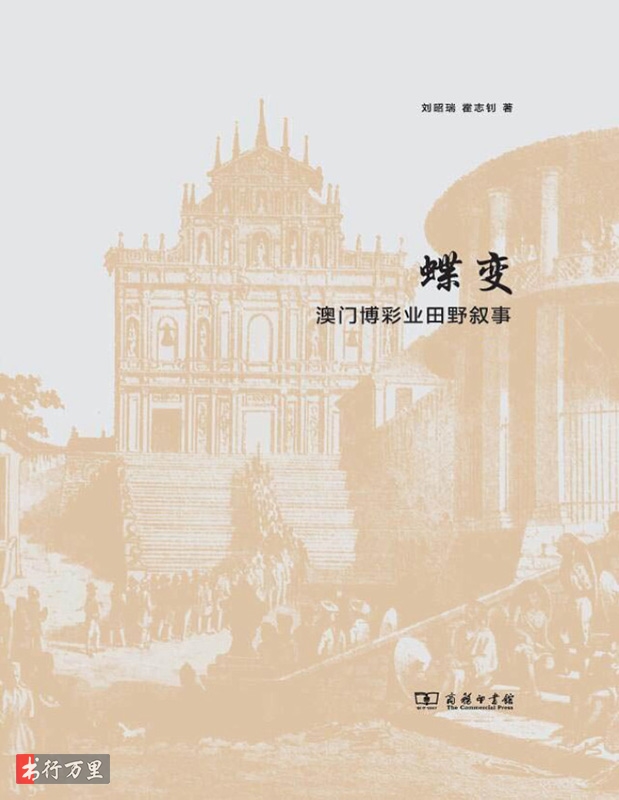 刘昭瑞 霍志钊 著
蝶变
澳门博彩业田野叙事
商务印书馆
The Commercial Press
书行万里